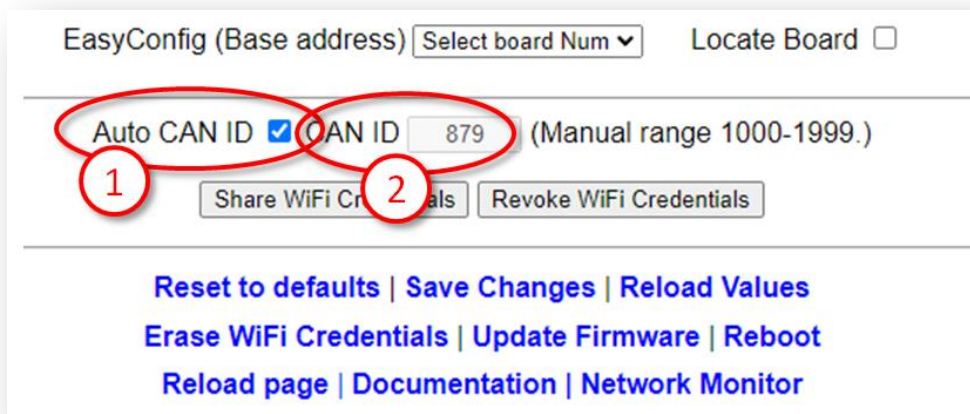 EasyConfig (Base address) Select board Num Locate Board
Auto CAN ID CAN ID 879 (Manual range 1000-1999.)
1 2
Share WiFi Cr als Revoke WiFi Credentials
Reset to defaults | Save Changes | Reload Values
Erase WiFi Credentials | Update Firmware | Reboot
Reload page | Documentation | Network Monitor